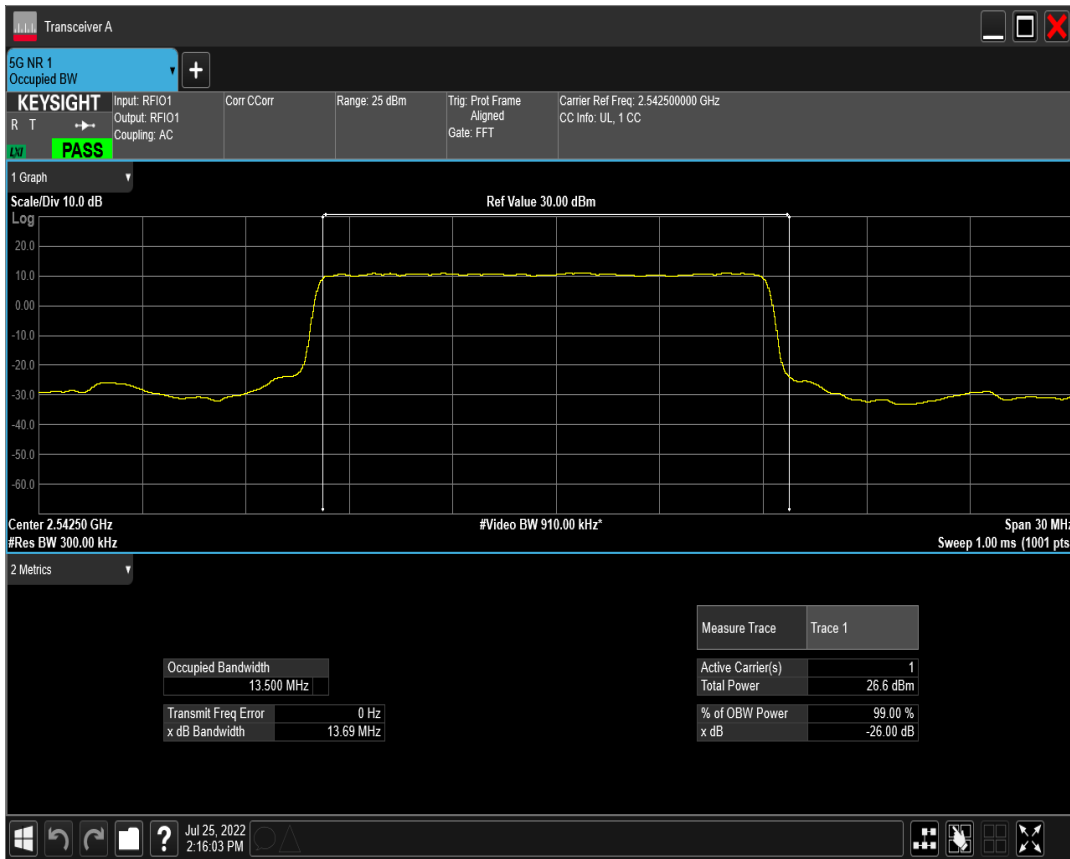 Transceiver A
5G NR 1
Occupied BW
KEYSIGHT
R T
LXI
PASS
Input: RFIO1
Output: RFIO1
Coupling: AC
Corr CCorr
Range: 25 dBm
Trig: Prot Frame
Aligned
Gate: FFT
Carrier Ref Freq: 2.542500000 GHz
CC Info: UL, 1 CC
1 Graph
Scale/Div 10.0 dB
Ref Value 30.00 dBm
Log
20.0
10.0
0.00
-10.0
-20.0
-30.0
-40.0
-50.0
-60.0
Center 2.54250 GHz
#Video BW 910.00 kHz*
Span 30 MHz
#Res BW 300.00 kHz
Sweep 1.00 ms (1001 pts
2 Metrics
Measure Trace Trace 1
Occupied Bandwidth
13.500 MHz
Active Carrier(s) 1
Total Power 26.6 dBm
Transmit Freq Error 0 Hz
x dB Bandwidth 13.69 MHz
% of OBW Power 99.00 %
x dB -26.00 dB
?
Jul 25, 2022
2:16:03 PM